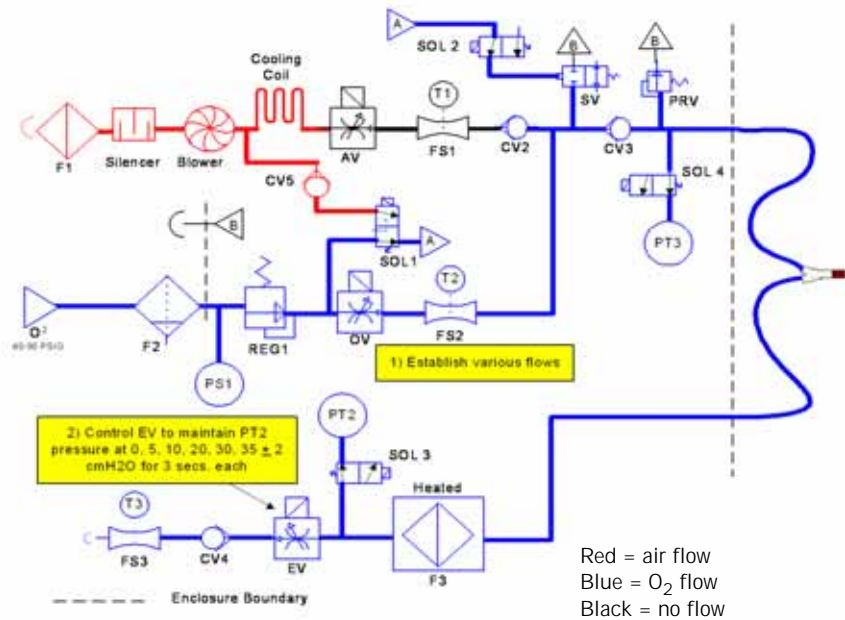 A
SOL 2
B
B
Cooling
Coil
T1
SV
PRV
F1
Silencer
Blower
AV
FS1
CV2
CV3
CV5
SOL 4
B
PT3
SOL1
A
T2
O2
F2
REG1
OV
FS2
PS1
1) Establish various flows
PT2
2) Control EV to maintain PT2
pressure at 0, 5, 10, 20, 30, 35 ± 2
cmH2O for 3 secs. each
SOL 3
T3
Heated
FS3
CV4
EV
F3
Enclosure Boundary
Red = air flow
Blue = O2 flow
Black = no flow